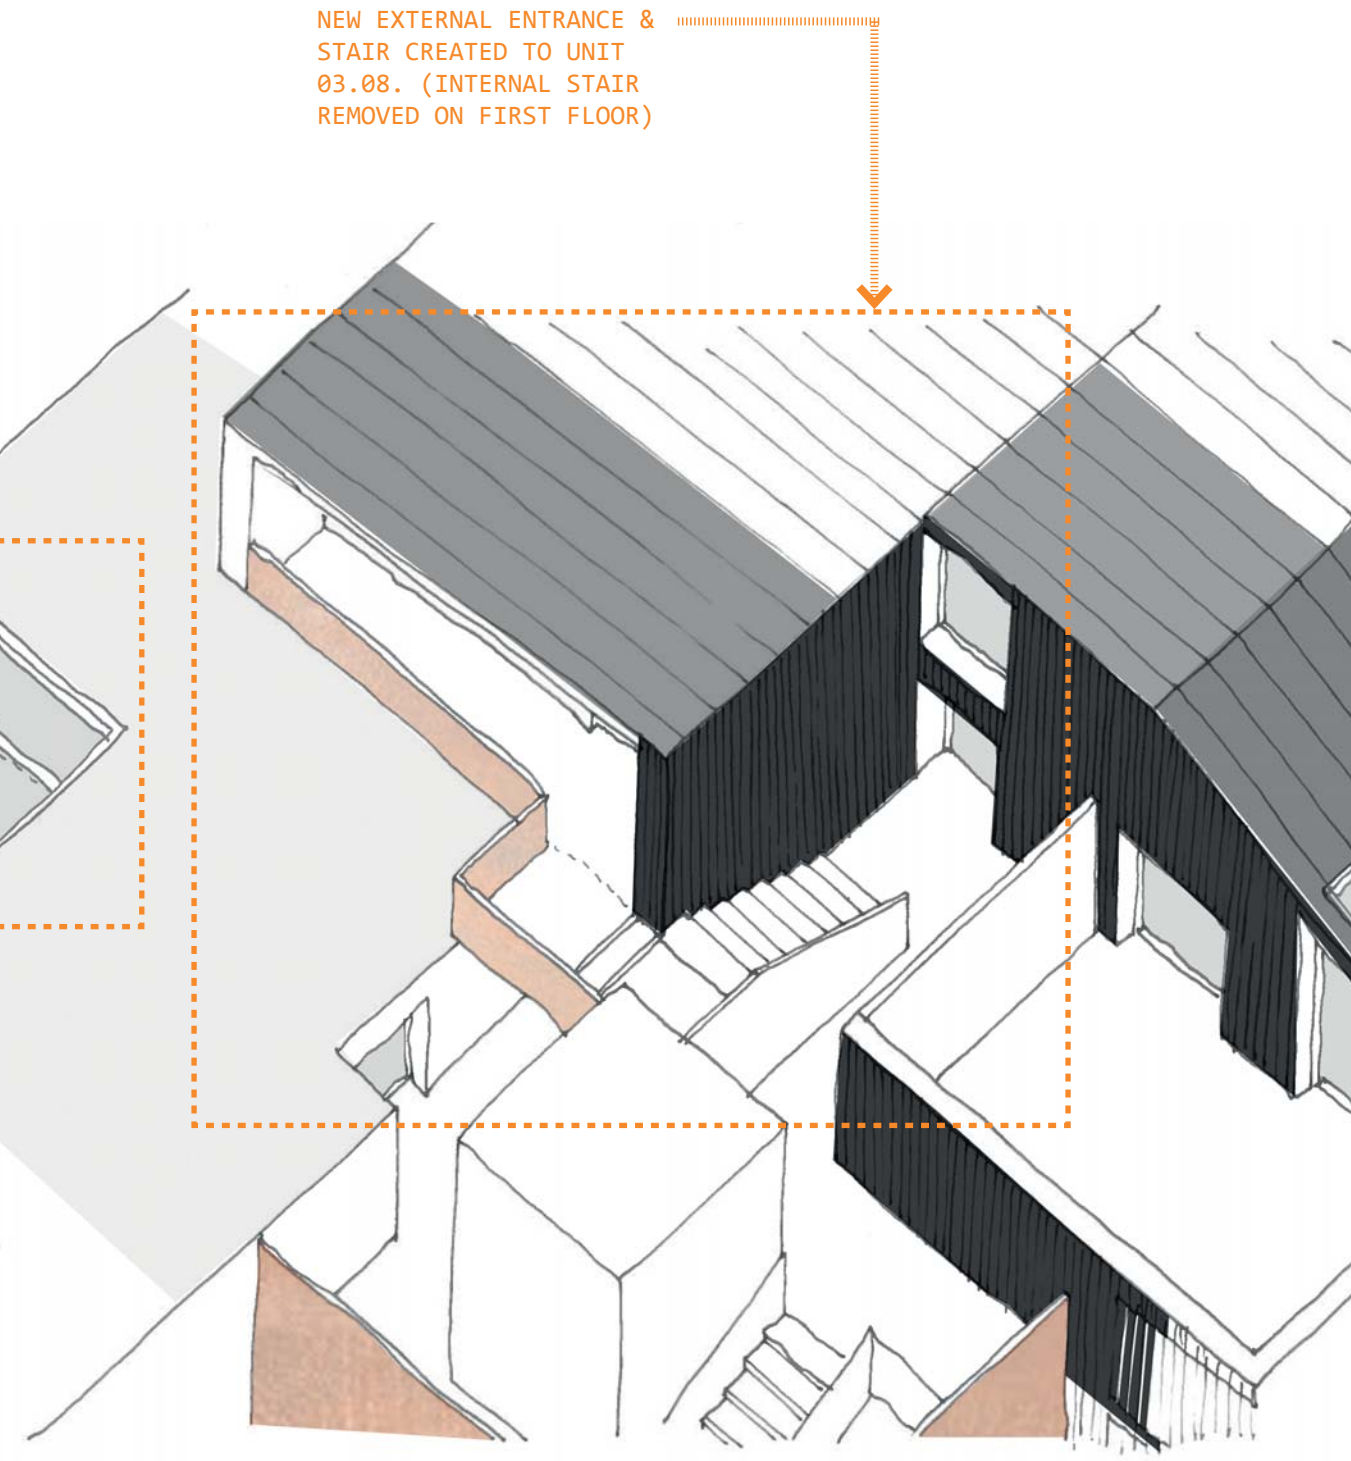 NEW EXTERNAL ENTRANCE &
STAIR CREATED TO UNIT
03.08. (INTERNAL STAIR
REMOVED ON FIRST FLOOR)